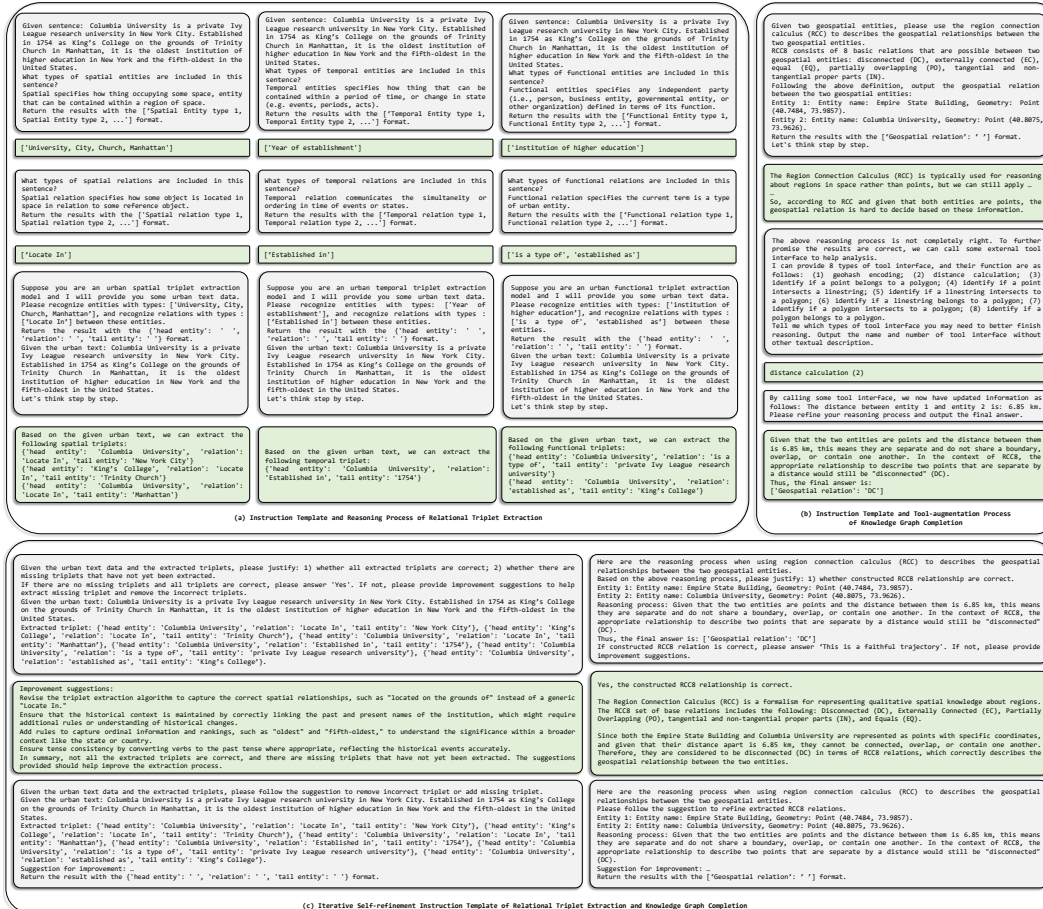 Given sentence: Columbia University is a private Ivy
League research university in New York City. Established
in 1754 as King's College on the grounds of Trinity
Church in Manhattan, it is the oldest institution of
higher education in New York and the fifth-oldest in the
United States.
What types of spatial entities are included in this
sentence?
Spatial specifies how thing occupying some space, entity
that can be contained within a region of space.
Return the results with the ['Spatial Entity type 1,
Spatial Entity type 2, ...'] format.
['University, City, Church, Manhattan']
What types of spatial relations are included in this
sentence?
Spatial relation specifies how some object is located in
space in relation to some reference object.
Return the results with the ['Spatial relation type 1,
Spatial relation type 2, ...'] format.
['Locate In']
Suppose you are an urban spatial triplet extraction
model and I will provide you some urban text data.
Please recognize entities with types: ['University, City,
Church, Manhattan'], and recognize relations with types :
['Locate In'] between these entities.
Return the result with the {'head entity': ' ',
'relation': ' ', 'tail entity': ' '} format.
Given the urban text: Columbia University is a private
Ivy League research university in New York City.
Established in 1754 as King's College on the grounds of
Trinity Church in Manhattan, it is the oldest
institution of higher education in New York and the
fifth-oldest in the United States.
Let's think step by step.
Based on the given urban text, we can extract the
following spatial triplets:
{'head entity': 'Columbia University', 'relation':
'Locate In', 'tail entity': 'New York City'}
{'head entity': 'King's College', 'relation': 'Locate
In', 'tail entity': 'Trinity Church'}
{'head entity': 'Columbia University', 'relation':
'Locate In', 'tail entity': 'Manhattan'}
Given sentence: Columbia University is a private Ivy
League research university in New York City. Established
in 1754 as King's College on the grounds of Trinity
Church in Manhattan, it is the oldest institution of
higher education in New York and the fifth-oldest in the
United States.
What types of temporal entities are included in this
sentence?
Temporal entities specifies how thing that can be
contained within a period of time, or change in state
(e.g. events, periods, acts).
Return the results with the ['Temporal Entity type 1,
Temporal Entity type 2, ...'] format.
['Year of establishment']
What types of temporal relations are included in this
sentence?
Temporal relation communicates the simultaneity or
ordering in time of events or states.
Return the results with the ['Temporal relation type 1,
Temporal relation type 2, ...'] format.
['Established in']
Suppose you are an urban temporal triplet extraction
model and I will provide you some urban text data.
Please recognize entities with types: ['Year of
establishment'], and recognize relations with types :
['Established in'] between these entities.
Return the result with the {'head entity': ' ',
'relation': ' ', 'tail entity': ' '} format.
Given the urban text: Columbia University is a private
Ivy League research university in New York City.
Established in 1754 as King's College on the grounds of
Trinity Church in Manhattan, it is the oldest
institution of higher education in New York and the
fifth-oldest in the United States.
Let's think step by step.
Based on the given urban text, we can extract the
following temporal triplet:
{'head entity': 'Columbia University', 'relation':
'Established in', 'tail entity': '1754'}
Given sentence: Columbia University is a private Ivy
League research university in New York City. Established
in 1754 as King's College on the grounds of Trinity
Church in Manhattan, it is the oldest institution of
higher education in New York and the fifth-oldest in the
United States.
What types of functional entities are included in this
sentence?
Functional entities specifies any independent party
(i.e., person, business entity, governmental entity, or
other organization) defined in terms of its function.
Return the results with the ['Functional Entity type 1,
Functional Entity type 2, ...'] format.
['institution of higher education']
What types of functional relations are included in this
sentence?
Functional relation specifies the current term is a type
of urban entity.
Return the results with the ['Functional relation type 1,
Functional relation type 2, ...'] format.
['is a type of', 'established as']
Suppose you are an urban functional triplet extraction
model and I will provide you some urban text data.
Please recognize entities with types: ['institution of
higher education'], and recognize relations with types :
['is a type of', 'established as'] between these
entities.
Return the result with the {'head entity': ' ',
'relation': ' ', 'tail entity': ' '} format.
Given the urban text: Columbia University is a private
Ivy League research university in New York City.
Established in 1754 as King's College on the grounds of
Trinity Church in Manhattan, it is the oldest
institution of higher education in New York and the
fifth-oldest in the United States.
Let's think step by step.
Based on the given urban text, we can extract the
following functional triplets:
{'head entity': 'Columbia University', 'relation': 'is a
type of', 'tail entity': 'private Ivy League research
university'}
{'head entity': 'Columbia University', 'relation':
'established as', 'tail entity': 'King's College'}
(a) Instruction Template and Reasoning Process of Relational Triplet Extraction
Given two geospatial entities, please use the region connection
calculus (RCC) to describes the geospatial relationships between the
two geospatial entities.
RCC8 consists of 8 basic relations that are possible between two
geospatial entities: disconnected (DC), externally connected (EC),
equal (EQ), partially overlapping (PO), tangential and non-
tangential proper parts (IN).
Following the above definition, output the geospatial relation
between the two geospatial entities:
Entity 1: Entity name: Empire State Building, Geometry: Point
(40.7484, 73.9857).
Entity 2: Entity name: Columbia University, Geometry: Point (40.8075,
73.9626).
Return the results with the ['Geospatial relation': ' '] format.
Let's think step by step.
The Region Connection Calculus (RCC) is typically used for reasoning
about regions in space rather than points, but we can still apply …
…
So, according to RCC and given that both entities are points, the
geospatial relation is hard to decide based on these information.
The above reasoning process is not completely right. To further
promise the results are correct, we can call some external tool
interface to help analysis.
I can provide 8 types of tool interface, and their function are as
follows: (1) geohash encoding; (2) distance calculation; (3)
identify if a point belongs to a polygon; (4) identify if a point
intersects a linestring; (5) identify if a linestring intersects to
a polygon; (6) identify if a linestring belongs to a polygon; (7)
identify if a polygon intersects to a polygon; (8) identify if a
polygon belongs to a polygon.
Tell me which types of tool interface you may need to better finish
reasoning. Output the name and number of tool interface without
other textual description.
distance calculation (2)
By calling some tool interface, we now have updated information as
follows: The distance between entity 1 and entity 2 is: 6.85 km.
Please refine your reasoning process and output the final answer.
Given that the two entities are points and the distance between them
is 6.85 km, this means they are separate and do not share a boundary,
overlap, or contain one another. In the context of RCC8, the
appropriate relationship to describe two points that are separate by
a distance would still be "disconnected" (DC).
Thus, the final answer is:
['Geospatial relation': 'DC']
(b) Instruction Template and Tool-augmentation Process
of Knowledge Graph Completion
Given the urban text data and the extracted triplets, please justify: 1) whether all extracted triplets are correct; 2) whether there are
missing triplets that have not yet been extracted.
If there are no missing triplets and all triplets are correct, please answer 'Yes'. If not, please provide improvement suggestions to help
extract missing triplet and remove the incorrect triplets.
Given the urban text: Columbia University is a private Ivy League research university in New York City. Established in 1754 as King's College
on the grounds of Trinity Church in Manhattan, it is the oldest institution of higher education in New York and the fifth-oldest in the
United States.
Extracted triplet: {'head entity': 'Columbia University', 'relation': 'Locate In', 'tail entity': 'New York City'}, {'head entity': 'King's
College', 'relation': 'Locate In', 'tail entity': 'Trinity Church'}, {'head entity': 'Columbia University', 'relation': 'Locate In', 'tail
entity': 'Manhattan'}, {'head entity': 'Columbia University', 'relation': 'Established in', 'tail entity': '1754'}, {'head entity': 'Columbia
University', 'relation': 'is a type of', 'tail entity': 'private Ivy League research university'}, {'head entity': 'Columbia University',
'relation': 'established as', 'tail entity': 'King's College'}.
Improvement suggestions:
Revise the triplet extraction algorithm to capture the correct spatial relationships, such as "located on the grounds of" instead of a generic
"Locate In."
Ensure that the historical context is maintained by correctly linking the past and present names of the institution, which might require
additional rules or understanding of historical changes.
Add rules to capture ordinal information and rankings, such as "oldest" and "fifth-oldest," to understand the significance within a broader
context like the state or country.
Ensure tense consistency by converting verbs to the past tense where appropriate, reflecting the historical events accurately.
In summary, not all the extracted triplets are correct, and there are missing triplets that have not yet been extracted. The suggestions
provided should help improve the extraction process.
Given the urban text data and the extracted triplets, please follow the suggestion to remove incorrect triplet or add missing triplet.
Given the urban text: Columbia University is a private Ivy League research university in New York City. Established in 1754 as King's College
on the grounds of Trinity Church in Manhattan, it is the oldest institution of higher education in New York and the fifth-oldest in the United
States.
Extracted triplet: {'head entity': 'Columbia University', 'relation': 'Locate In', 'tail entity': 'New York City'}, {'head entity': 'King's
College', 'relation': 'Locate In', 'tail entity': 'Trinity Church'}, {'head entity': 'Columbia University', 'relation': 'Locate In', 'tail entity':
'Manhattan'}, {'head entity': 'Columbia University', 'relation': 'Established in', 'tail entity': '1754'}, {'head entity': 'Columbia
University', 'relation': 'is a type of', 'tail entity': 'private Ivy League research university'}, {'head entity': 'Columbia University',
'relation': 'established as', 'tail entity': 'King's College'}.
Suggestion for improvement: …
Return the result with the {'head entity': ' ', 'relation': ' ', 'tail entity': ' '} format.
Here are the reasoning process when using region connection calculus (RCC) to describes the geospatial
relationships between the two geospatial entities.
Based on the above reasoning process, please justify: 1) whether constructed RCC8 relationship are correct.
Entity 1: Entity name: Empire State Building, Geometry: Point (40.7484, 73.9857).
Entity 2: Entity name: Columbia University, Geometry: Point (40.8075, 73.9626).
Reasoning process: Given that the two entities are points and the distance between them is 6.85 km, this means
they are separate and do not share a boundary, overlap, or contain one another. In the context of RCC8, the
appropriate relationship to describe two points that are separate by a distance would still be "disconnected"
(DC).
Thus, the final answer is: ['Geospatial relation': 'DC']
If constructed RCC8 relation is correct, please answer 'This is a faithful trajectory'. If not, please provide
improvement suggestions.
Yes, the constructed RCC8 relationship is correct.
The Region Connection Calculus (RCC) is a formalism for representing qualitative spatial knowledge about regions.
The RCC8 set of base relations includes the following: Disconnected (DC), Externally Connected (EC), Partially
Overlapping (PO), tangential and non-tangential proper parts (IN), and Equals (EQ).
Since both the Empire State Building and Columbia University are represented as points with specific coordinates,
and given that their distance apart is 6.85 km, they cannot be connected, overlap, or contain one another.
Therefore, they are considered to be disconnected (DC) in terms of RCC8 relations, which correctly describes the
geospatial relationship between the two entities.
Here are the reasoning process when using region connection calculus (RCC) to describes the geospatial
relationships between the two geospatial entities.
Please follow the suggestion to refine extracted RCC8 relations.
Entity 1: Entity name: Empire State Building, Geometry: Point (40.7484, 73.9857).
Entity 2: Entity name: Columbia University, Geometry: Point (40.8075, 73.9626).
Reasoning process: Given that the two entities are points and the distance between them is 6.85 km, this means
they are separate and do not share a boundary, overlap, or contain one another. In the context of RCC8, the
appropriate relationship to describe two points that are separate by a distance would still be "disconnected"
(DC).
Suggestion for improvement: …
Return the results with the ['Geospatial relation': ' '] format.
(c) Iterative Self-refinement Instruction Template of Relational Triplet Extraction and Knowledge Graph Completion